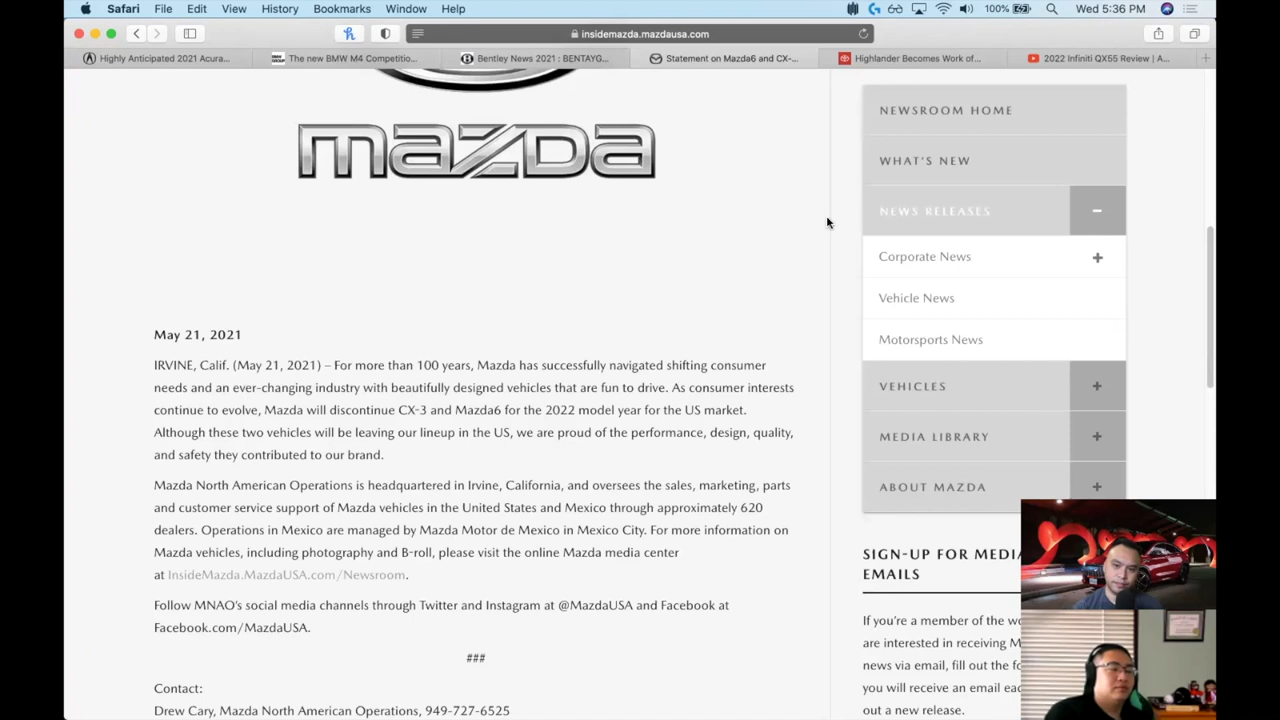 Safari File Edit View History Bookmarks Window Help 100% Wed 5:36 PM
insidemazda.mazdausa.com
Highly Anticipated 2021 Acura... The new BMW M4 Competitio... Bentley News 2021 : BENTAYG... Statement on Mazda6 and CX-... Highlander Becomes Work of... 2022 Infiniti QX55 Review | A...
mazda
May 21, 2021
IRVINE, Calif. (May 21, 2021) – For more than 100 years, Mazda has successfully navigated shifting consumer
needs and an ever-changing industry with beautifully designed vehicles that are fun to drive. As consumer interests
continue to evolve, Mazda will discontinue CX-3 and Mazda6 for the 2022 model year for the US market.
Although these two vehicles will be leaving our lineup in the US, we are proud of the performance, design, quality,
and safety they contributed to our brand.
Mazda North American Operations is headquartered in Irvine, California, and oversees the sales, marketing, parts
and customer service support of Mazda vehicles in the United States and Mexico through approximately 620
dealers. Operations in Mexico are managed by Mazda Motor de Mexico in Mexico City. For more information on
Mazda vehicles, including photography and B-roll, please visit the online Mazda media center
at InsideMazda.MazdaUSA.com/Newsroom.
Follow MNAO's social media channels through Twitter and Instagram at @MazdaUSA and Facebook at
Facebook.com/MazdaUSA.
###
Contact:
Drew Cary, Mazda North American Operations, 949-727-6525
NEWSROOM HOME
WHAT'S NEW
NEWS RELEASES
Corporate News
Vehicle News
Motorsports News
VEHICLES
MEDIA LIBRARY
ABOUT MAZDA
SIGN-UP FOR MEDIA
EMAILS
If you're a member of the
are interested in receiving
news via email, fill out the
you will receive an email
out a new release.